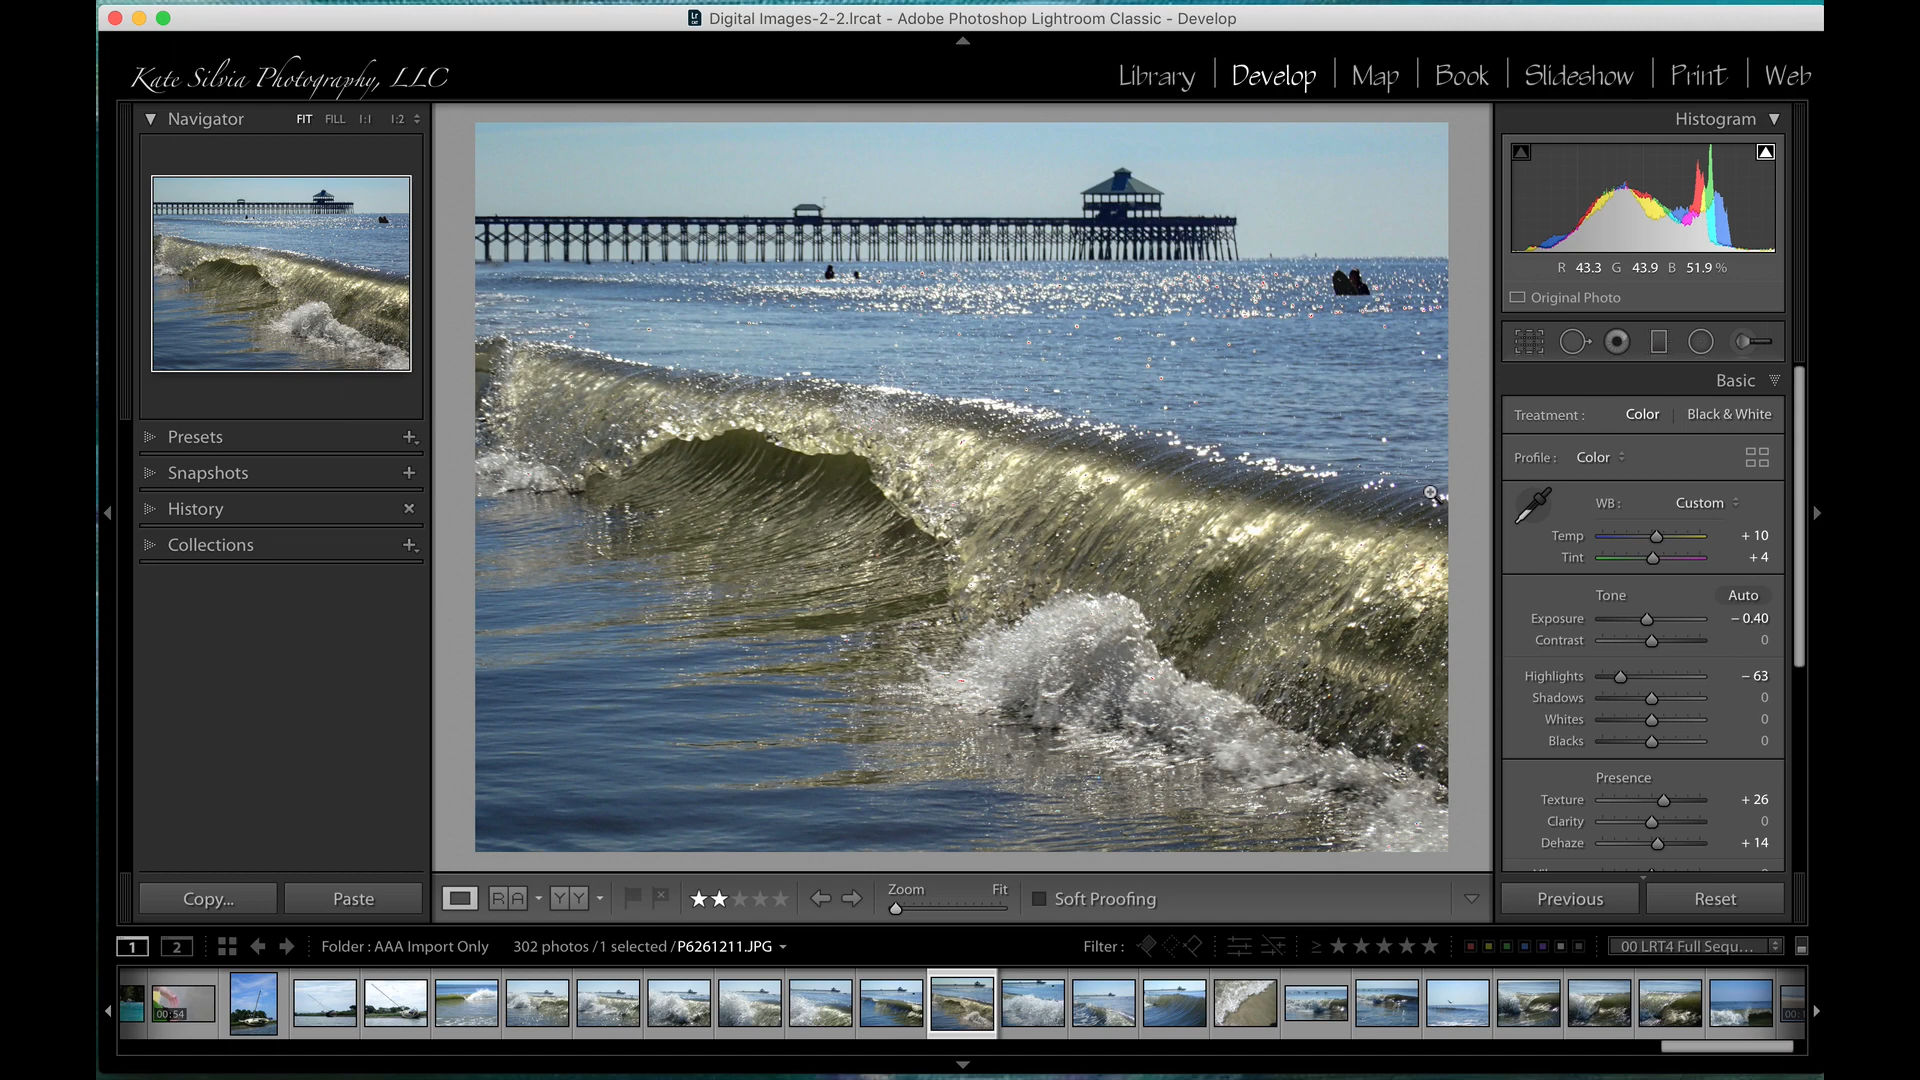 Digital Images-2-2.lrcat - Adobe Photoshop Lightroom Classic - Develop
Kate Silvia Photography, LLC
Library | Develop | Map | Book | Slideshow | Print | Web
Navigator FIT FILL 1:1 1:2
Presets
Snapshots
History
Collections
Copy... Paste
Histogram
R 43.3 G 43.9 B 51.9 %
Original Photo
Basic
Treatment : Color | Black & White
Profile : Color
WB : Custom
Temp + 10
Tint + 4
Tone Auto
Exposure − 0.40
Contrast 0
Highlights − 63
Shadows 0
Whites 0
Blacks 0
Presence
Texture + 26
Clarity 0
Dehaze + 14
Previous Reset
R A Y Y Zoom Fit Soft Proofing
1 2 Folder : AAA Import Only 302 photos /1 selected /P6261211.JPG Filter : ≥ 00 LRT4 Full Sequ...
00:54